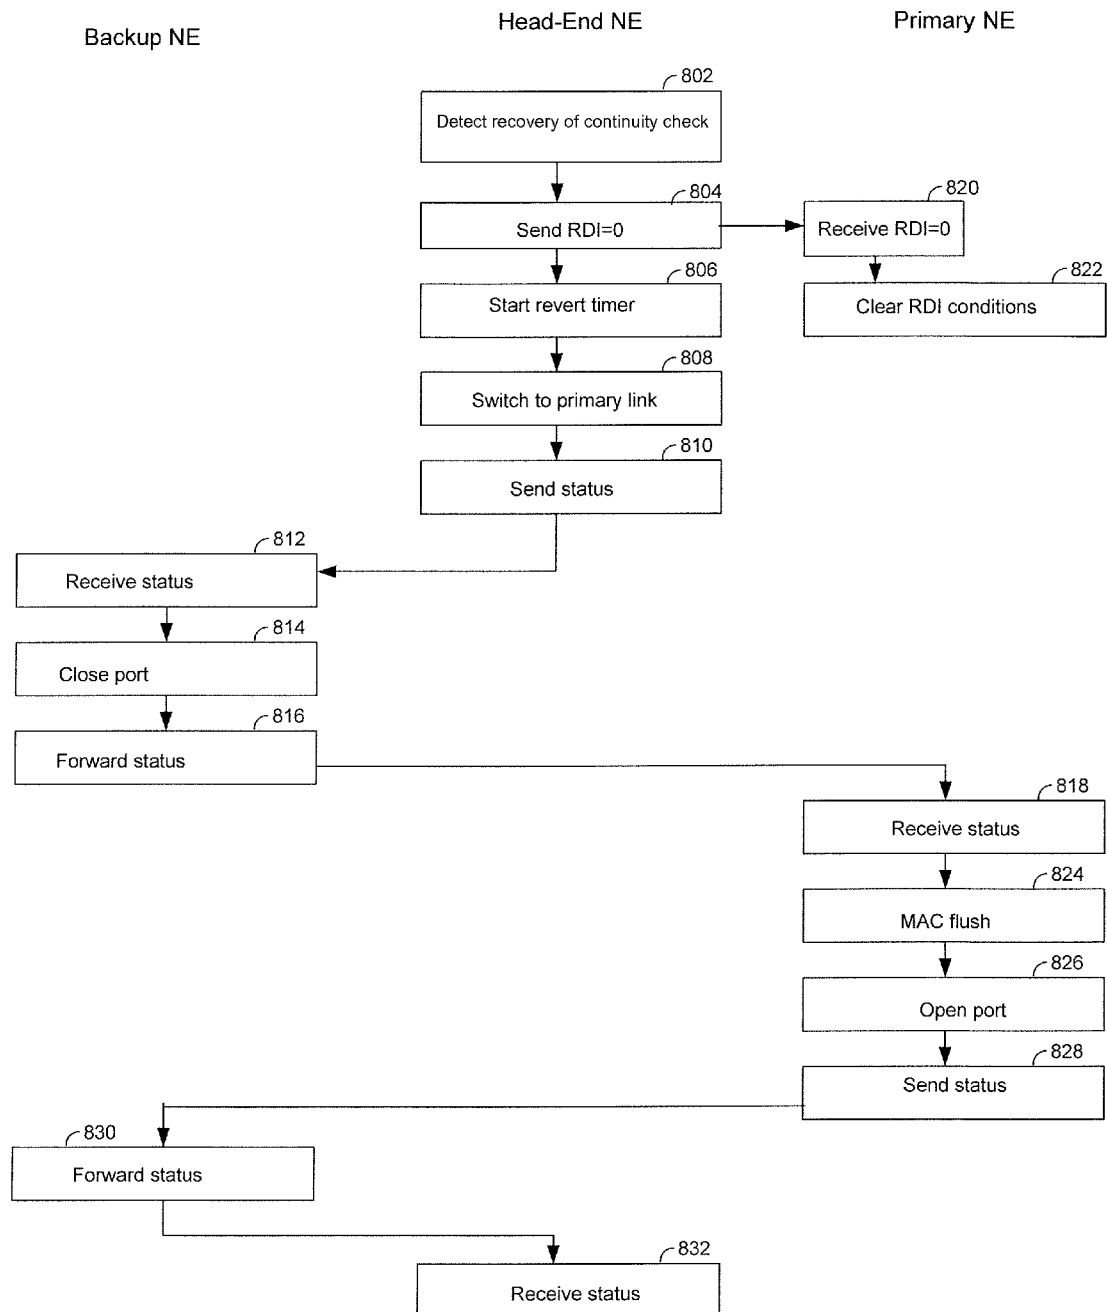 Backup NE
Head-End NE
Primary NE
802
Detect recovery of continuity check
804
Send RDI=0
820
Receive RDI=0
806
Start revert timer
822
Clear RDI conditions
808
Switch to primary link
810
Send status
812
Receive status
814
Close port
816
Forward status
818
Receive status
824
MAC flush
826
Open port
828
Send status
830
Forward status
832
Receive status